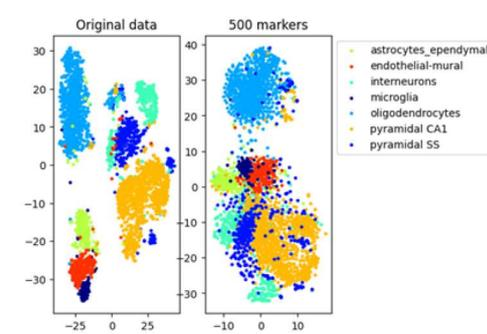 Original data
500 markers
30
20
10
0
−10
−20
−30
−25 0 25
40
30
20
10
0
−10
−20
−30
−10 0 10
astrocytes_ependymal
endothelial-mural
interneurons
microglia
oligodendrocytes
pyramidal CA1
pyramidal SS